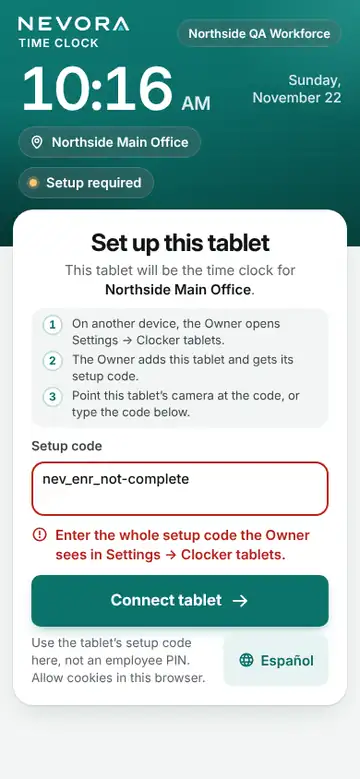 NEVORA
TIME CLOCK
Northside QA Workforce
10:16 AM
Sunday,
November 22
Northside Main Office
Setup required
Set up this tablet
This tablet will be the time clock for
Northside Main Office.
1 On another device, the Owner opens
Settings → Clocker tablets.
2 The Owner adds this tablet and gets its
setup code.
3 Point this tablet’s camera at the code, or
type the code below.
Setup code
nev_enr_not-complete
Enter the whole setup code the Owner
sees in Settings → Clocker tablets.
Connect tablet →
Use the tablet’s setup code
here, not an employee PIN.
Allow cookies in this browser.
Español